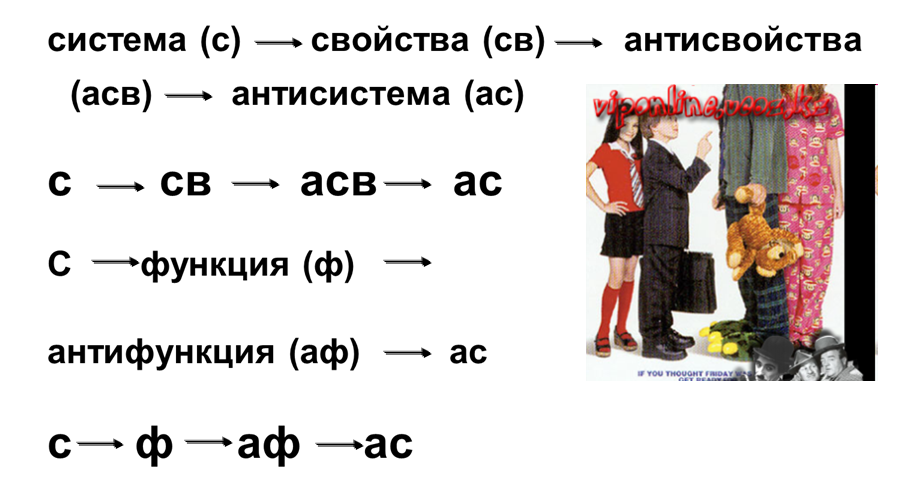 система (с) → свойства (св) → антисвойства
(асв) → антисистема (ас)
с → св → асв → ас
С → функция (ф) →
антифункция (аф) → ас
с → ф → аф → ас
IF YOU THOUGHT FRIDAY